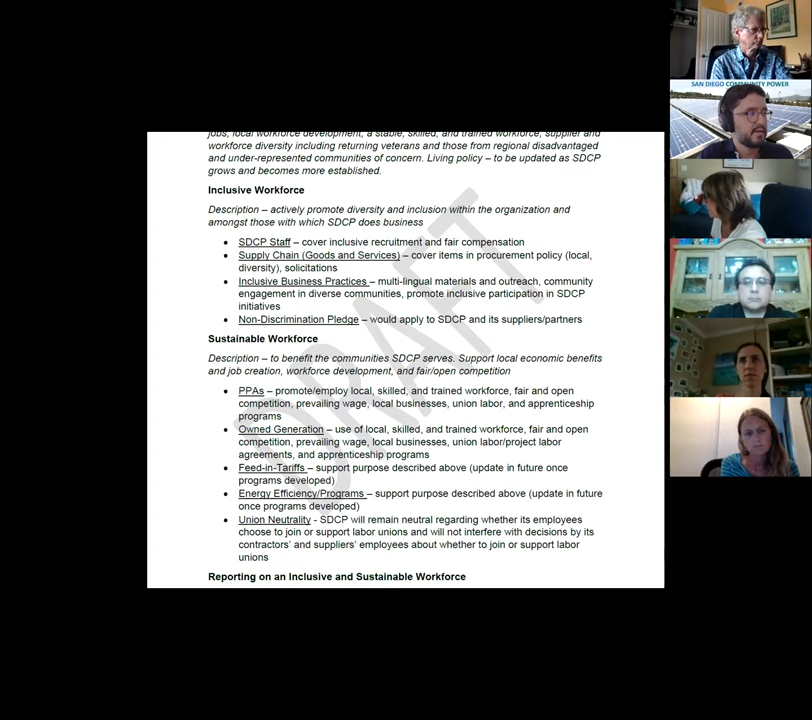 SAN DIEGO COMMUNITY POWER
jobs, local workforce development, a stable, skilled, and trained workforce, supplier and
workforce diversity including returning veterans and those from regional disadvantaged
and under-represented communities of concern. Living policy – to be updated as SDCP
grows and becomes more established.
Inclusive Workforce
Description – actively promote diversity and inclusion within the organization and
amongst those with which SDCP does business
• SDCP Staff – cover inclusive recruitment and fair compensation
• Supply Chain (Goods and Services) – cover items in procurement policy (local,
diversity), solicitations
• Inclusive Business Practices – multi-lingual materials and outreach, community
engagement in diverse communities, promote inclusive participation in SDCP
initiatives
• Non-Discrimination Pledge – would apply to SDCP and its suppliers/partners
Sustainable Workforce
Description – to benefit the communities SDCP serves. Support local economic benefits
and job creation, workforce development, and fair/open competition
• PPAs – promote/employ local, skilled, and trained workforce, fair and open
competition, prevailing wage, local businesses, union labor, and apprenticeship
programs
• Owned Generation – use of local, skilled, and trained workforce, fair and open
competition, prevailing wage, local businesses, union labor/project labor
agreements, and apprenticeship programs
• Feed-in-Tariffs – support purpose described above (update in future once
programs developed)
• Energy Efficiency/Programs – support purpose described above (update in future
once programs developed)
• Union Neutrality - SDCP will remain neutral regarding whether its employees
choose to join or support labor unions and will not interfere with decisions by its
contractors' and suppliers' employees about whether to join or support labor
unions
Reporting on an Inclusive and Sustainable Workforce
DRAFT